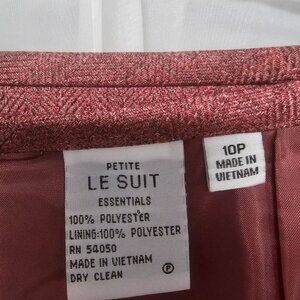 PETITE
LE SUIT
ESSENTIALS
100% POLYESTER
LINING:100% POLYESTER
RN 54050
MADE IN VIETNAM
DRY CLEAN
P
10P
MADE IN
VIETNAM